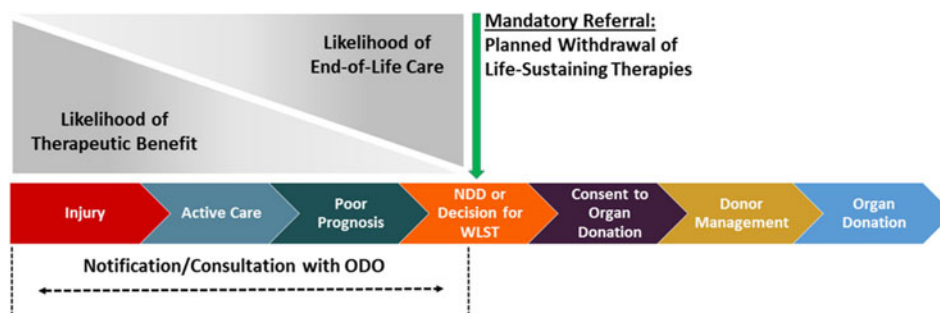 Likelihood of
End-of-Life Care
Likelihood of
Therapeutic Benefit
Mandatory Referral:
Planned Withdrawal of
Life-Sustaining Therapies
Injury
Active Care
Poor
Prognosis
NDD or
Decision for
WLST
Consent to
Organ
Donation
Donor
Management
Organ
Donation
Notification/Consultation with ODO